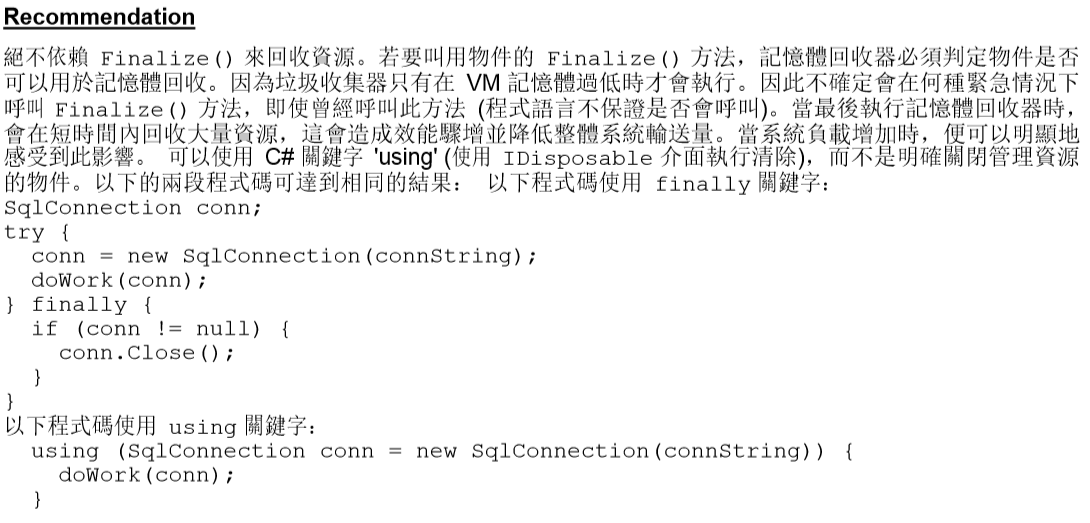 Recommendation
絕不依賴 Finalize() 來回收資源。若要叫用物件的 Finalize() 方法，記憶體回收器必須判定物件是否
可以用於記憶體回收。因為垃圾收集器只有在 VM 記憶體過低時才會執行。因此不確定會在何種緊急情況下
呼叫 Finalize() 方法，即使曾經呼叫此方法 (程式語言不保證是否會呼叫)。當最後執行記憶體回收器時，
會在短時間內回收大量資源，這會造成效能驟增並降低整體系統輸送量。當系統負載增加時，便可以明顯地
感受到此影響。 可以使用 C# 關鍵字 'using' (使用 IDisposable 介面執行清除)，而不是明確關閉管理資源
的物件。以下的兩段程式碼可達到相同的結果： 以下程式碼使用 finally 關鍵字：
SqlConnection conn;
try {
  conn = new SqlConnection(connString);
  doWork(conn);
} finally {
  if (conn != null) {
    conn.Close();
  }
}
以下程式碼使用 using 關鍵字：
  using (SqlConnection conn = new SqlConnection(connString)) {
    doWork(conn);
  }